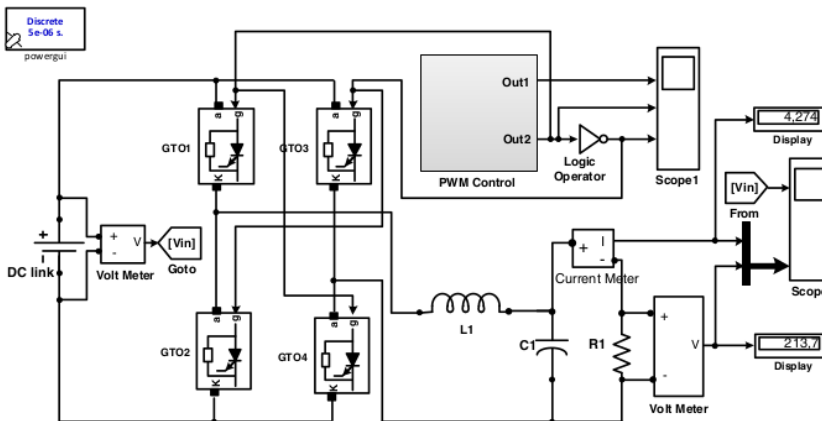 Discrete
5e-06 s.
powergui
Out1
Out2
PWM Control
Logic
Operator
Scope1
4,274
Display
a
g
GTO1
K
a
g
GTO3
K
[Vin]
From
Scope
+
-
DC link
+
-
V
Volt Meter
[Vin]
Goto
+
I
-
Current Meter
L1
C1
R1
+
-
V
Volt Meter
213,7
Display
a
g
GTO2
K
a
g
GTO4
K